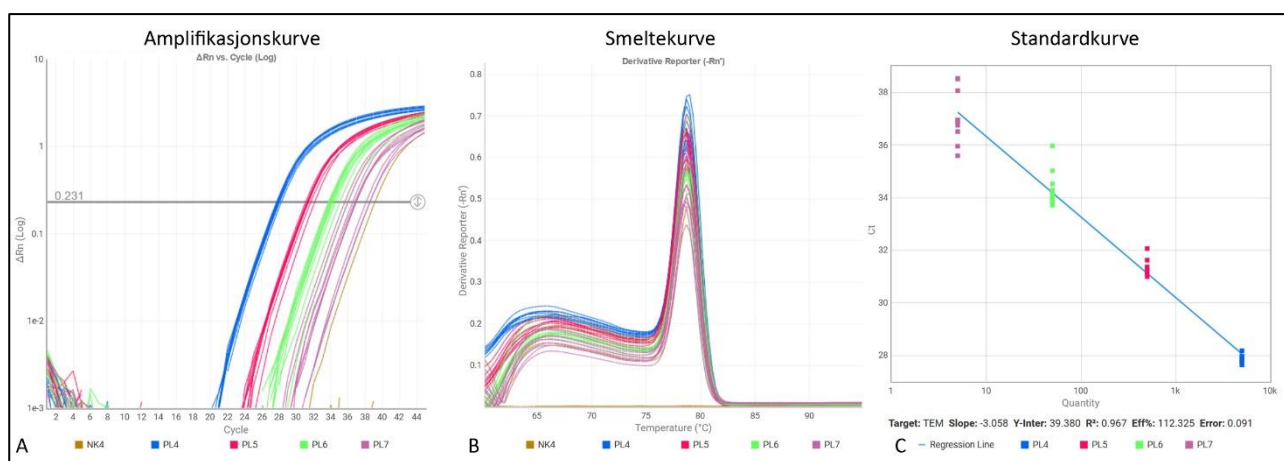 Amplifikasjonskurve
ΔRn vs. Cycle (Log)
10
1
0.1
1e-2
1e-3
ΔRn (Log)
0.231
2 4 6 8 10 12 14 16 18 20 22 24 26 28 30 32 34 36 38 40 42 44
Cycle
A
NK4 PL4 PL5 PL6 PL7
Smeltekurve
Derivative Reporter (-Rn')
0.8
0.7
0.6
0.5
0.4
0.3
0.2
0.1
Derivative Reporter (-Rn')
65 70 75 80 85 90
Temperature (°C)
B
NK4 PL4 PL5 PL6 PL7
Standardkurve
38
36
34
32
30
28
Ct
1 10 100 1k 10k
Quantity
Target: TEM Slope: -3.058 Y-Inter: 39.380 R²: 0.967 Eff%: 112.325 Error: 0.091
C
Regression Line PL4 PL5 PL6 PL7